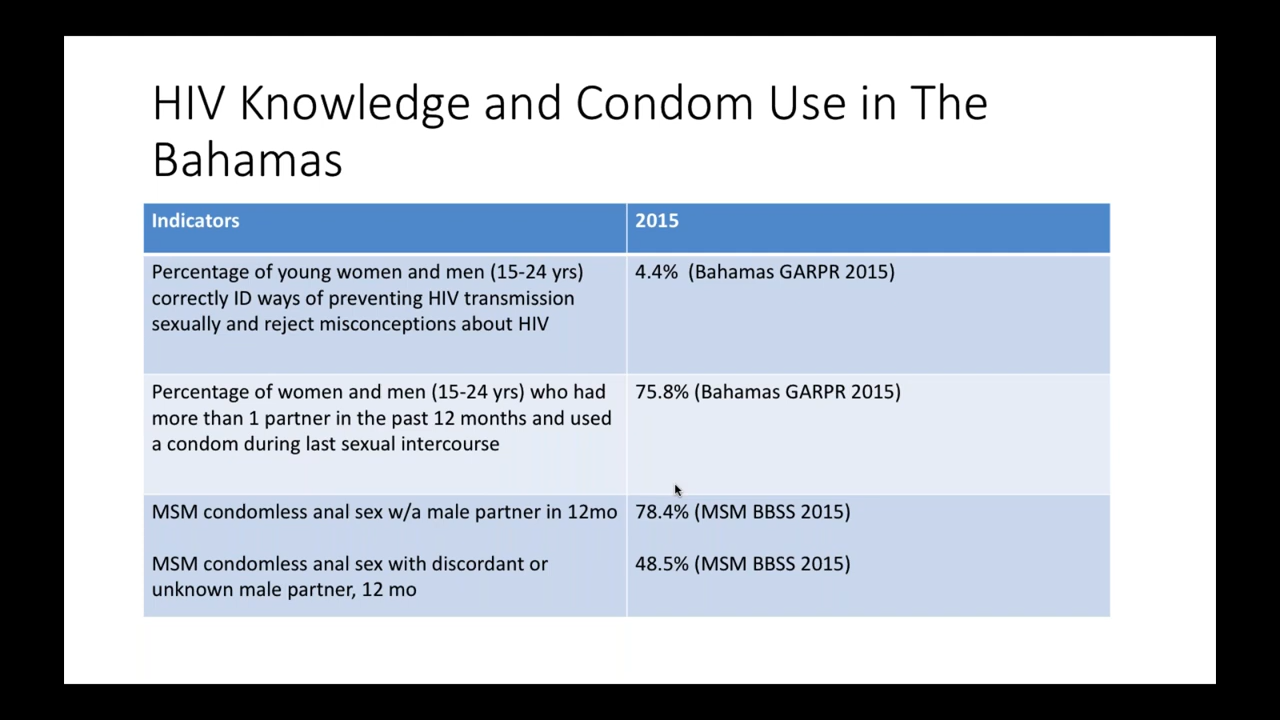 HIV Knowledge and Condom Use in The
Bahamas
Indicators
2015
Percentage of young women and men (15-24 yrs)
correctly ID ways of preventing HIV transmission
sexually and reject misconceptions about HIV
4.4%  (Bahamas GARPR 2015)
Percentage of women and men (15-24 yrs) who had
more than 1 partner in the past 12 months and used
a condom during last sexual intercourse
75.8% (Bahamas GARPR 2015)
MSM condomless anal sex w/a male partner in 12mo
78.4% (MSM BBSS 2015)
MSM condomless anal sex with discordant or
unknown male partner, 12 mo
48.5% (MSM BBSS 2015)